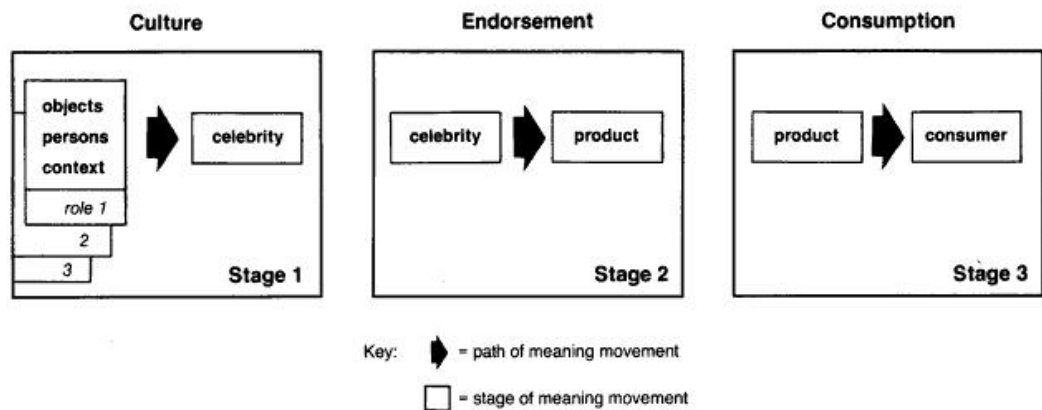 Culture
Endorsement
Consumption
objects
persons
context
role 1
2
3
celebrity
Stage 1
celebrity
product
Stage 2
product
consumer
Stage 3
Key:
= path of meaning movement
= stage of meaning movement